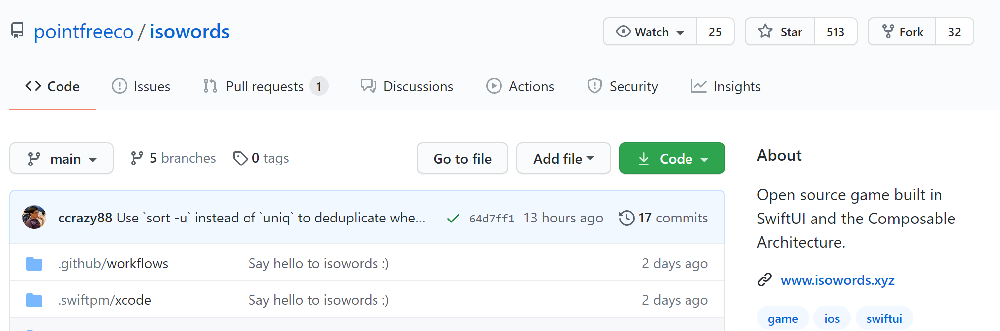 pointfreeco / isowords
Watch 25 Star 513 Fork 32
Code Issues Pull requests 1 Discussions Actions Security Insights
main 5 branches 0 tags Go to file Add file Code
ccrazy88 Use `sort -u` instead of `uniq` to deduplicate whe... 64d7ff1 13 hours ago 17 commits
.github/workflows Say hello to isowords :) 2 days ago
.swiftpm/xcode Say hello to isowords :) 2 days ago
About
Open source game built in
SwiftUI and the Composable
Architecture.
www.isowords.xyz
game ios swiftui